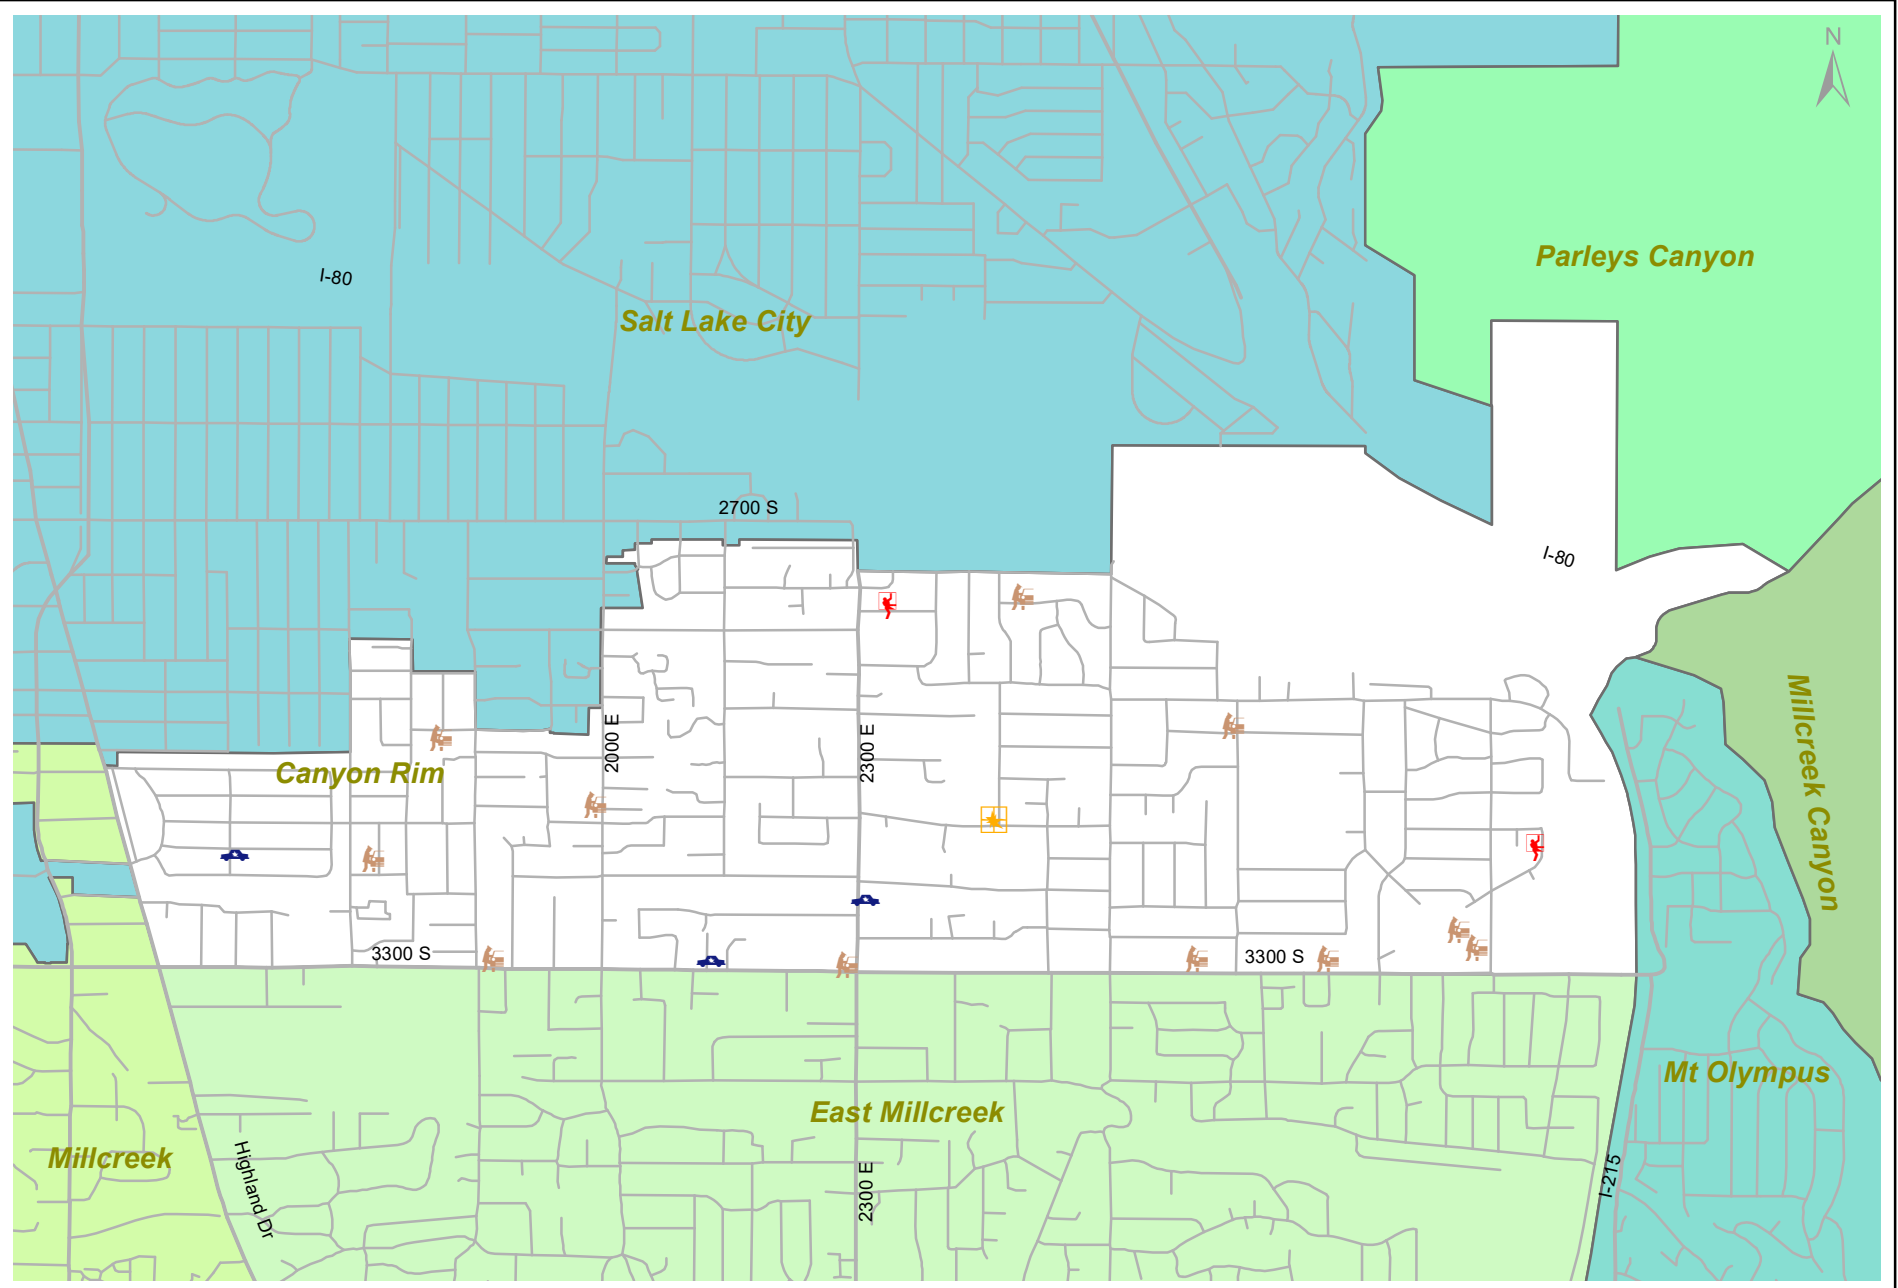 N
Parleys Canyon
I-80
Salt Lake City
2700 S
I-80
2000 E
2300 E
Canyon Rim
Millcreek Canyon
3300 S
3300 S
Mt Olympus
East Millcreek
Millcreek
Highland Dr
2300 E
I-215